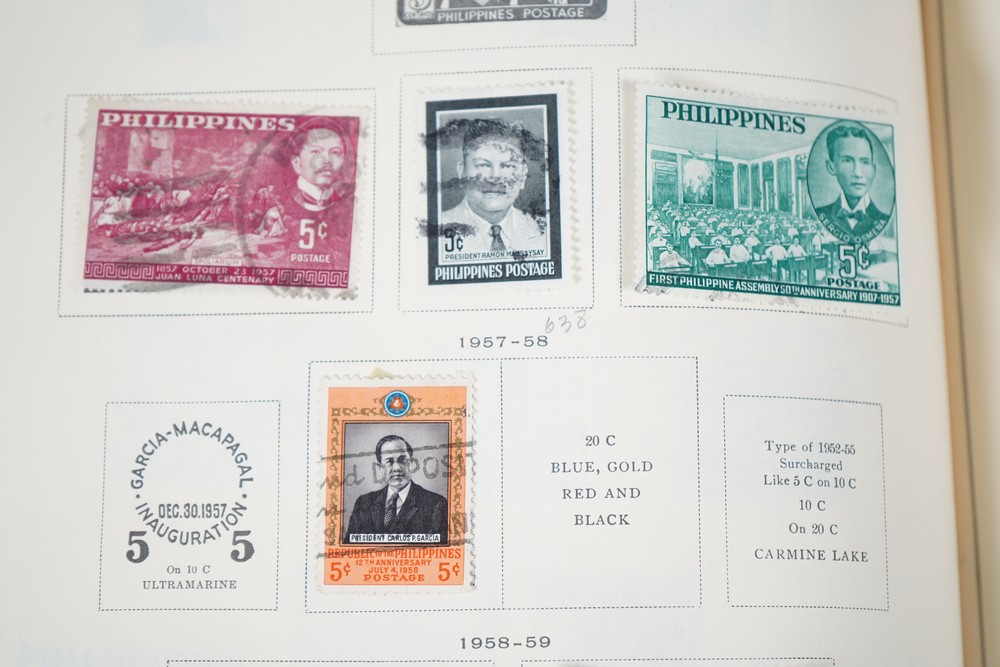 PHILIPPINES POSTAGE
PHILIPPINES
5¢
POSTAGE
SPOLIARIUM
1857 OCTOBER 23 1957
JUAN LUNA CENTENARY
5¢
PRESIDENT RAMON MAGSAYSAY
PHILIPPINES POSTAGE
PHILIPPINES
SERGIO OSMEÑA
5¢
POSTAGE
FIRST PHILIPPINE ASSEMBLY 50TH ANNIVERSARY 1907-1957
638
1957-58
GARCIA-MACAPAGAL
DEC.30.1957
INAUGURATION
5 5
On 10 C
ULTRAMARINE
PRESIDENT CARLOS P. GARCIA
REPUBLIC OF THE PHILIPPINES
12TH ANNIVERSARY
JULY 4, 1958
5¢ POSTAGE 5¢
20 C
BLUE, GOLD
RED AND
BLACK
Type of 1952-55
Surcharged
Like 5 C on 10 C
10 C
On 20 C
CARMINE LAKE
1958-59